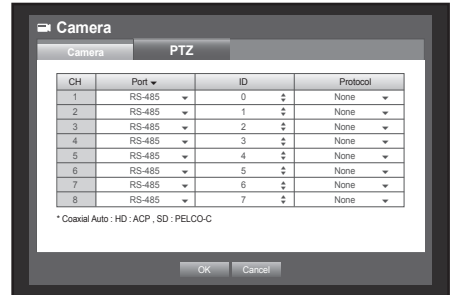 Camera
Camera PTZ
CH Port ID Protocol
1 RS-485 0 None
2 RS-485 1 None
3 RS-485 2 None
4 RS-485 3 None
5 RS-485 4 None
6 RS-485 5 None
7 RS-485 6 None
8 RS-485 7 None
* Coaxial Auto : HD : ACP , SD : PELCO-C
OK Cancel